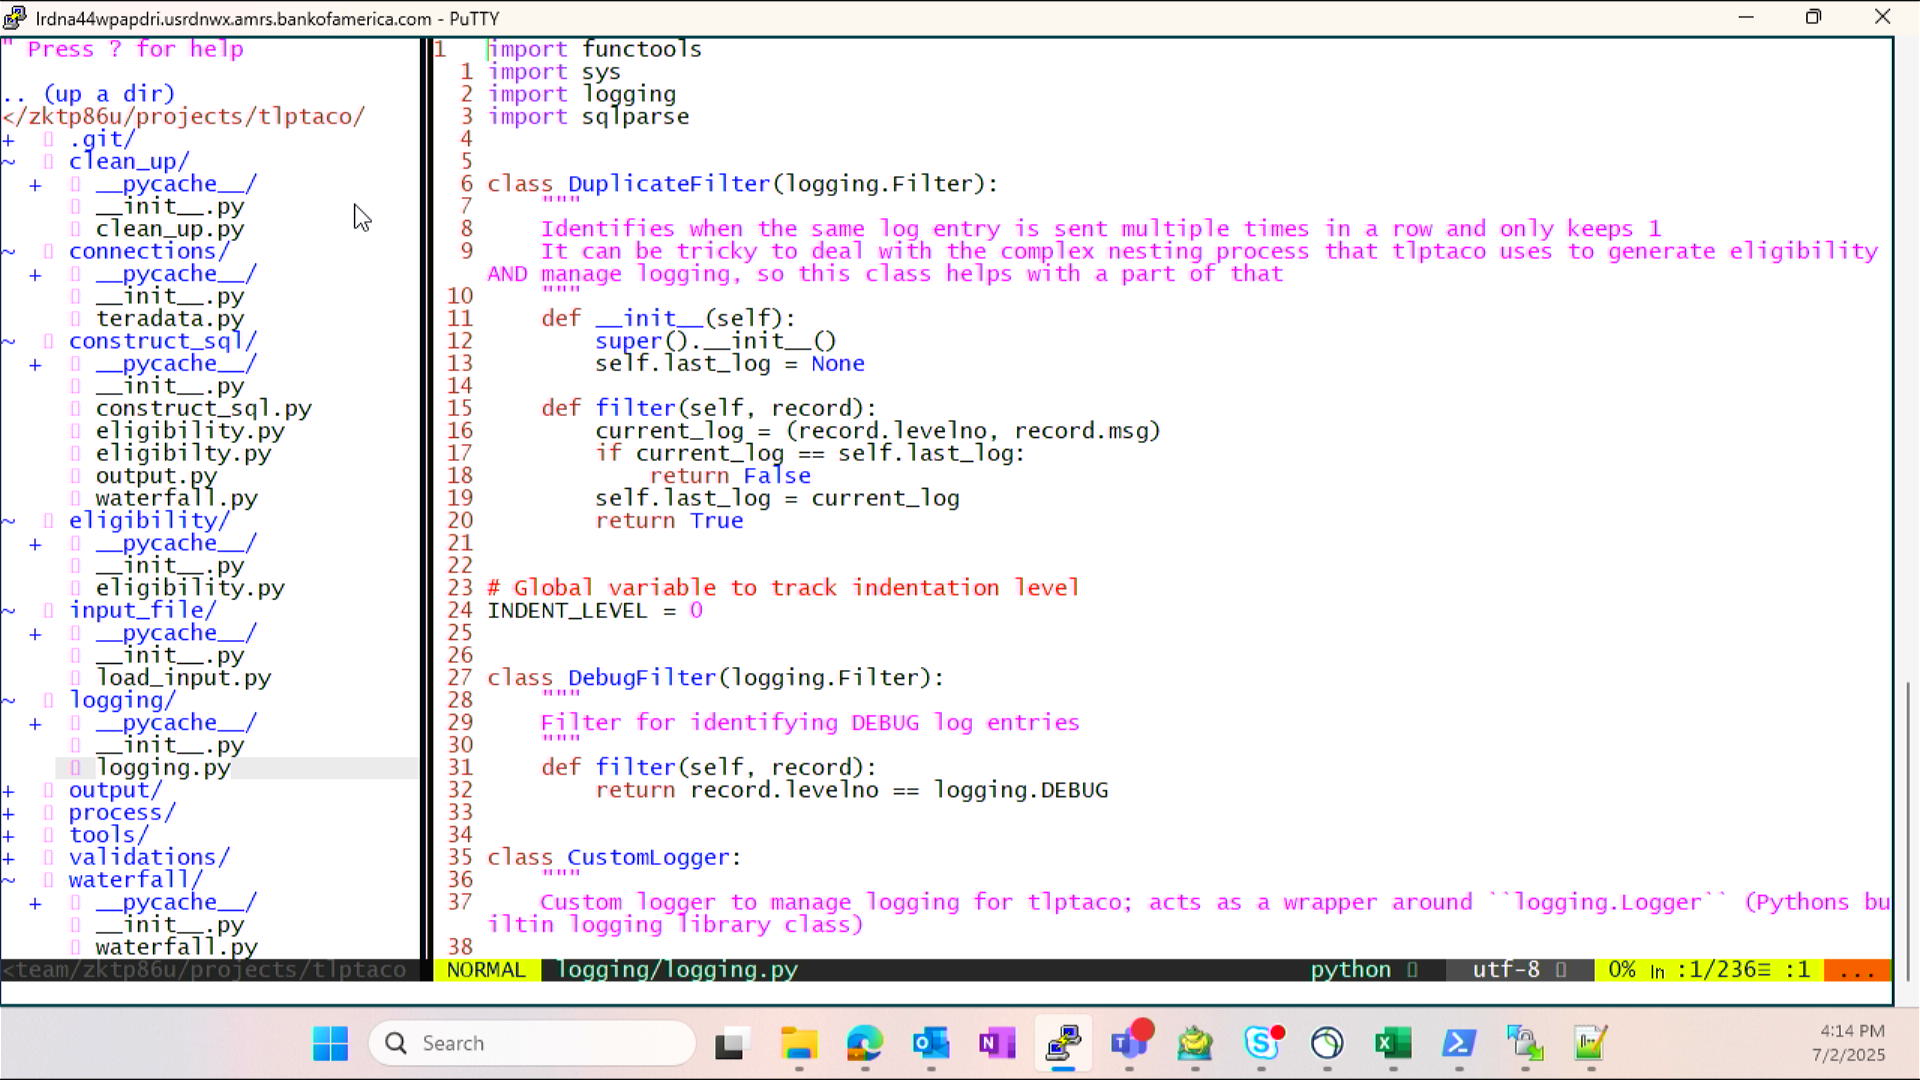 lrdna44wpapdri.usrdnwx.amrs.bankofamerica.com - PuTTY
" Press ? for help
.. (up a dir)
</zktp86u/projects/tlptaco/
+ .git/
~ clean_up/
+ __pycache__/
__init__.py
clean_up.py
~ connections/
+ __pycache__/
__init__.py
teradata.py
~ construct_sql/
+ __pycache__/
__init__.py
construct_sql.py
eligibility.py
eligibilty.py
output.py
waterfall.py
~ eligibility/
+ __pycache__/
__init__.py
eligibility.py
~ input_file/
+ __pycache__/
__init__.py
load_input.py
~ logging/
+ __pycache__/
__init__.py
logging.py
+ output/
+ process/
+ tools/
+ validations/
~ waterfall/
+ __pycache__/
__init__.py
waterfall.py
<team/zktp86u/projects/tlptaco
1 import functools
1 import sys
2 import logging
3 import sqlparse
4
5
6 class DuplicateFilter(logging.Filter):
7 """
8 Identifies when the same log entry is sent multiple times in a row and only keeps 1
9 It can be tricky to deal with the complex nesting process that tlptaco uses to generate eligibility
AND manage logging, so this class helps with a part of that
10 """
11 def __init__(self):
12 super().__init__()
13 self.last_log = None
14
15 def filter(self, record):
16 current_log = (record.levelno, record.msg)
17 if current_log == self.last_log:
18 return False
19 self.last_log = current_log
20 return True
21
22
23 # Global variable to track indentation level
24 INDENT_LEVEL = 0
25
26
27 class DebugFilter(logging.Filter):
28 """
29 Filter for identifying DEBUG log entries
30 """
31 def filter(self, record):
32 return record.levelno == logging.DEBUG
33
34
35 class CustomLogger:
36 """
37 Custom logger to manage logging for tlptaco; acts as a wrapper around ``logging.Logger`` (Pythons bu
iltin logging library class)
38
NORMAL logging/logging.py python utf-8 0% ln :1/236≡ :1 ...
Search
4:14 PM
7/2/2025